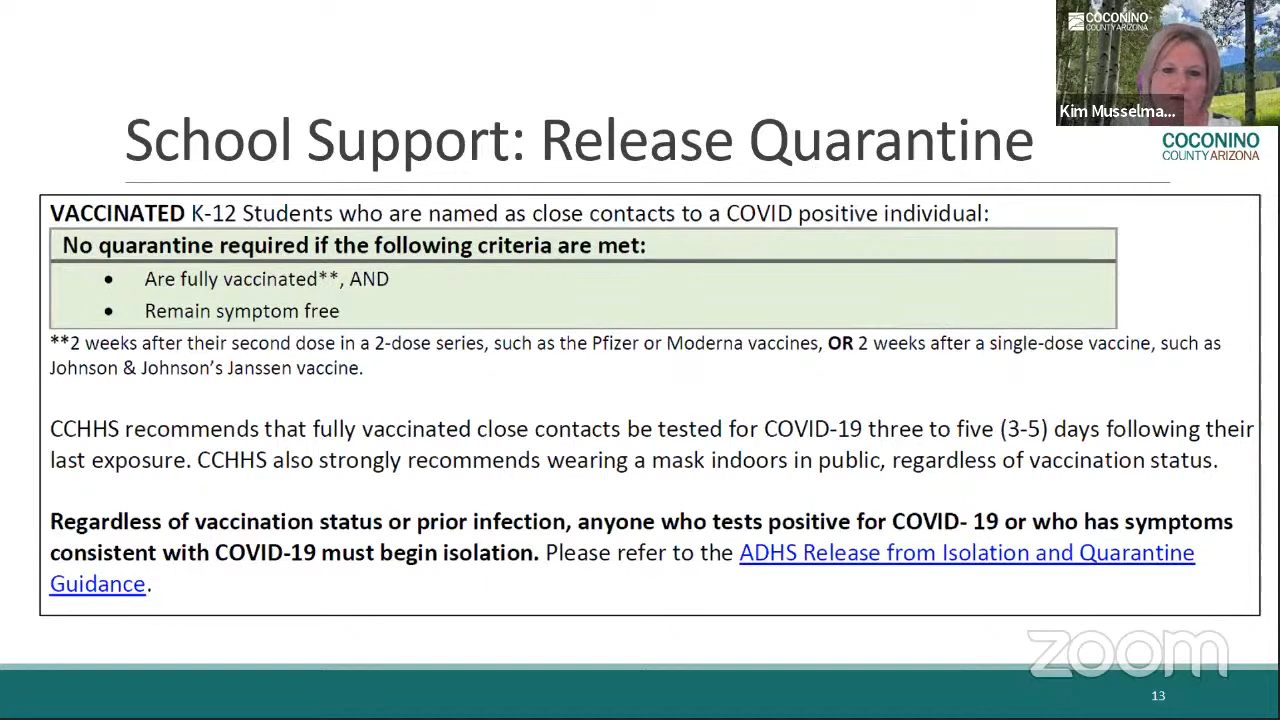 COCONINO
COUNTY ARIZONA
Kim Musselma...
COCONINO
COUNTY ARIZONA
School Support: Release Quarantine
VACCINATED K-12 Students who are named as close contacts to a COVID positive individual:
No quarantine required if the following criteria are met:
• Are fully vaccinated**, AND
• Remain symptom free
**2 weeks after their second dose in a 2-dose series, such as the Pfizer or Moderna vaccines, OR 2 weeks after a single-dose vaccine, such as
Johnson & Johnson's Janssen vaccine.
CCHHS recommends that fully vaccinated close contacts be tested for COVID-19 three to five (3-5) days following their
last exposure. CCHHS also strongly recommends wearing a mask indoors in public, regardless of vaccination status.
Regardless of vaccination status or prior infection, anyone who tests positive for COVID- 19 or who has symptoms
consistent with COVID-19 must begin isolation. Please refer to the ADHS Release from Isolation and Quarantine
Guidance.
zoom
13